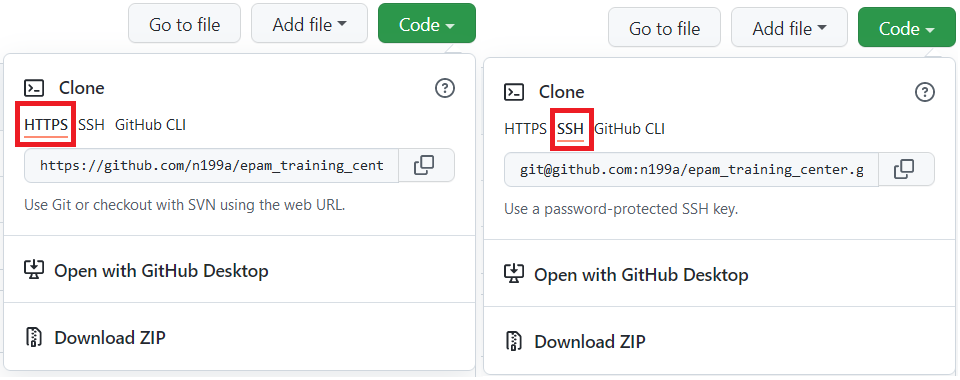 Go to file
Add file
Code
Clone
HTTPS SSH GitHub CLI
https://github.com/n199a/epam_training_cent
Use Git or checkout with SVN using the web URL.
Open with GitHub Desktop
Download ZIP
Go to file
Add file
Code
Clone
HTTPS SSH GitHub CLI
git@github.com:n199a/epam_training_center.g
Use a password-protected SSH key.
Open with GitHub Desktop
Download ZIP